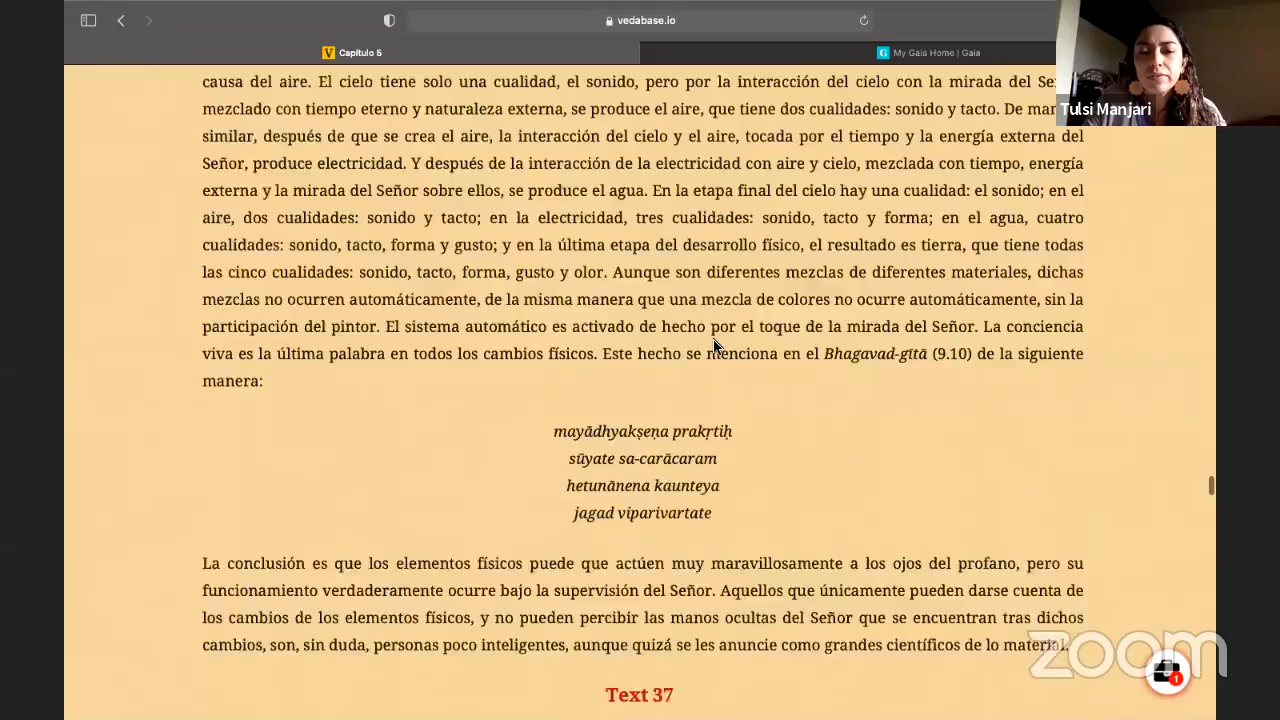 vedabase.io
Capítulo 5
My Gaia Home | Gaia
Tulsi Manjari
causa del aire. El cielo tiene solo una cualidad, el sonido, pero por la interacción del cielo con la mirada del
mezclado con tiempo eterno y naturaleza externa, se produce el aire, que tiene dos cualidades: sonido y tacto. De
similar, después de que se crea el aire, la interacción del cielo y el aire, tocada por el tiempo y la energía externa del
Señor, produce electricidad. Y después de la interacción de la electricidad con aire y cielo, mezclada con tiempo, energía
externa y la mirada del Señor sobre ellos, se produce el agua. En la etapa final del cielo hay una cualidad: el sonido; en el
aire, dos cualidades: sonido y tacto; en la electricidad, tres cualidades: sonido, tacto y forma; en el agua, cuatro
cualidades: sonido, tacto, forma y gusto; y en la última etapa del desarrollo físico, el resultado es tierra, que tiene todas
las cinco cualidades: sonido, tacto, forma, gusto y olor. Aunque son diferentes mezclas de diferentes materiales, dichas
mezclas no ocurren automáticamente, de la misma manera que una mezcla de colores no ocurre automáticamente, sin la
participación del pintor. El sistema automático es activado de hecho por el toque de la mirada del Señor. La conciencia
viva es la última palabra en todos los cambios físicos. Este hecho se menciona en el Bhagavad-gītā (9.10) de la siguiente
manera:
mayādhyakṣeṇa prakṛtiḥ
sūyate sa-carācaram
hetunānena kaunteya
jagad viparivartate
La conclusión es que los elementos físicos puede que actúen muy maravillosamente a los ojos del profano, pero su
funcionamiento verdaderamente ocurre bajo la supervisión del Señor. Aquellos que únicamente pueden darse cuenta de
los cambios de los elementos físicos, y no pueden percibir las manos ocultas del Señor que se encuentran tras dichos
cambios, son, sin duda, personas poco inteligentes, aunque quizá se les anuncie como grandes científicos de lo material.
zoom
1
Text 37